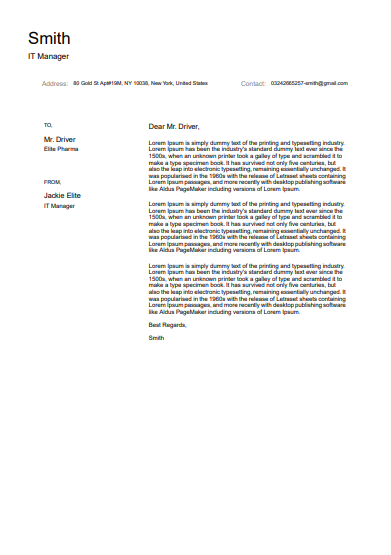 Smith
IT Manager
Address: 80 Gold St Apt#19M, NY 10038, New York, United States
Contact: 03242665257-smith@gmail.com
TO,
Mr. Driver
Elite Pharma
FROM,
Jackie Elite
IT Manager
Dear Mr. Driver,
Lorem Ipsum is simply dummy text of the printing and typesetting industry.
Lorem Ipsum has been the industry's standard dummy text ever since the
1500s, when an unknown printer took a galley of type and scrambled it to
make a type specimen book. It has survived not only five centuries, but
also the leap into electronic typesetting, remaining essentially unchanged. It
was popularised in the 1960s with the release of Letraset sheets containing
Lorem Ipsum passages, and more recently with desktop publishing software
like Aldus PageMaker including versions of Lorem Ipsum.
Lorem Ipsum is simply dummy text of the printing and typesetting industry.
Lorem Ipsum has been the industry's standard dummy text ever since the
1500s, when an unknown printer took a galley of type and scrambled it to
make a type specimen book. It has survived not only five centuries, but
also the leap into electronic typesetting, remaining essentially unchanged. It
was popularised in the 1960s with the release of Letraset sheets containing
Lorem Ipsum passages, and more recently with desktop publishing software
like Aldus PageMaker including versions of Lorem Ipsum.
Lorem Ipsum is simply dummy text of the printing and typesetting industry.
Lorem Ipsum has been the industry's standard dummy text ever since the
1500s, when an unknown printer took a galley of type and scrambled it to
make a type specimen book. It has survived not only five centuries, but
also the leap into electronic typesetting, remaining essentially unchanged. It
was popularised in the 1960s with the release of Letraset sheets containing
Lorem Ipsum passages, and more recently with desktop publishing software
like Aldus PageMaker including versions of Lorem Ipsum.
Best Regards,
Smith